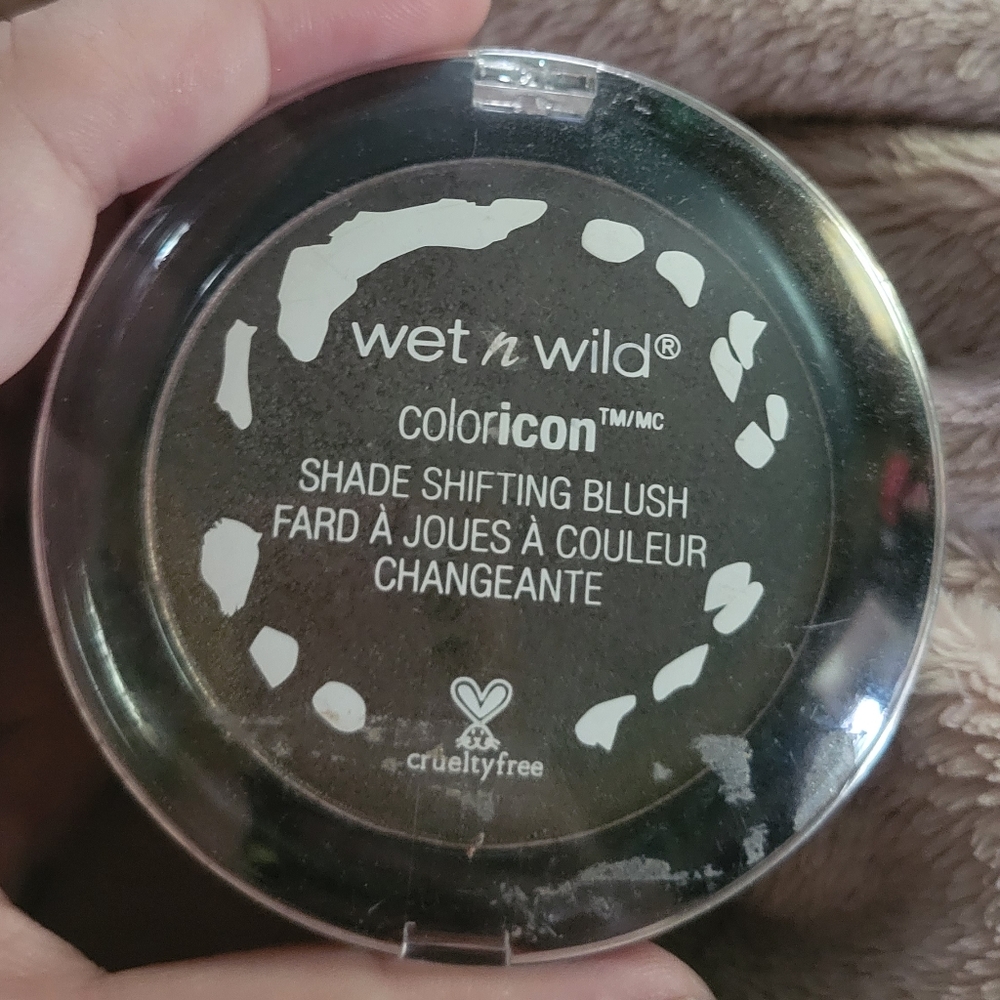 wet n wild®
coloricon™/MC
SHADE SHIFTING BLUSH
FARD À JOUES À COULEUR
CHANGEANTE
crueltyfree